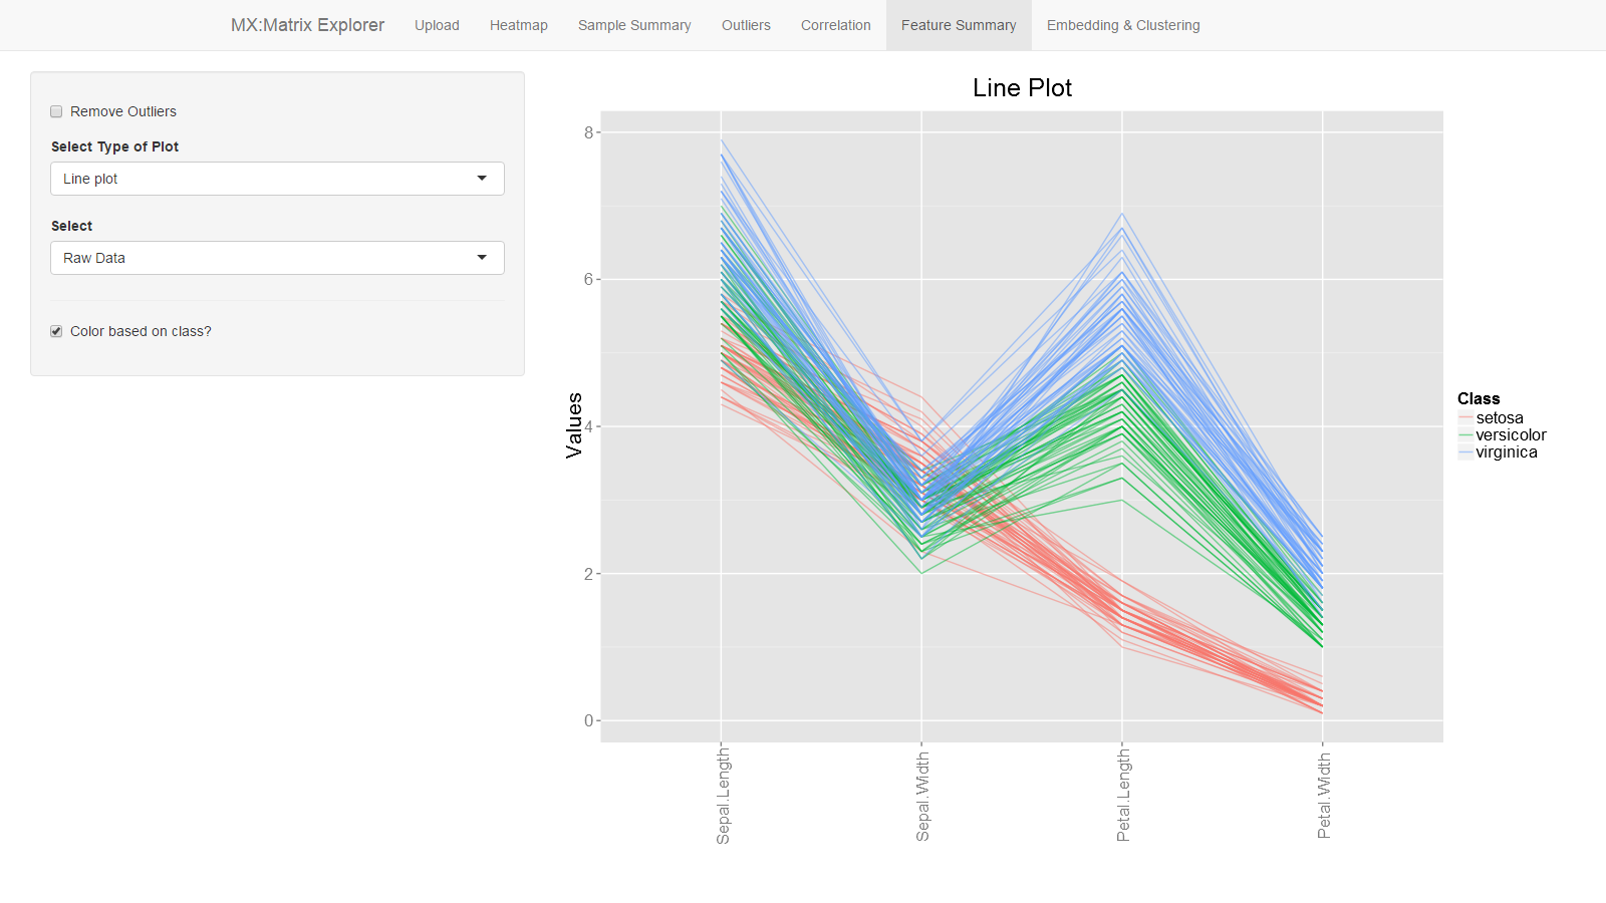 MX:Matrix Explorer Upload Heatmap Sample Summary Outliers Correlation Feature Summary Embedding & Clustering
Remove Outliers
Select Type of Plot
Line plot
Select
Raw Data
Color based on class?
Line Plot
8
6
4
2
0
Values
Sepal.Length
Sepal.Width
Petal.Length
Petal.Width
Class
setosa
versicolor
virginica